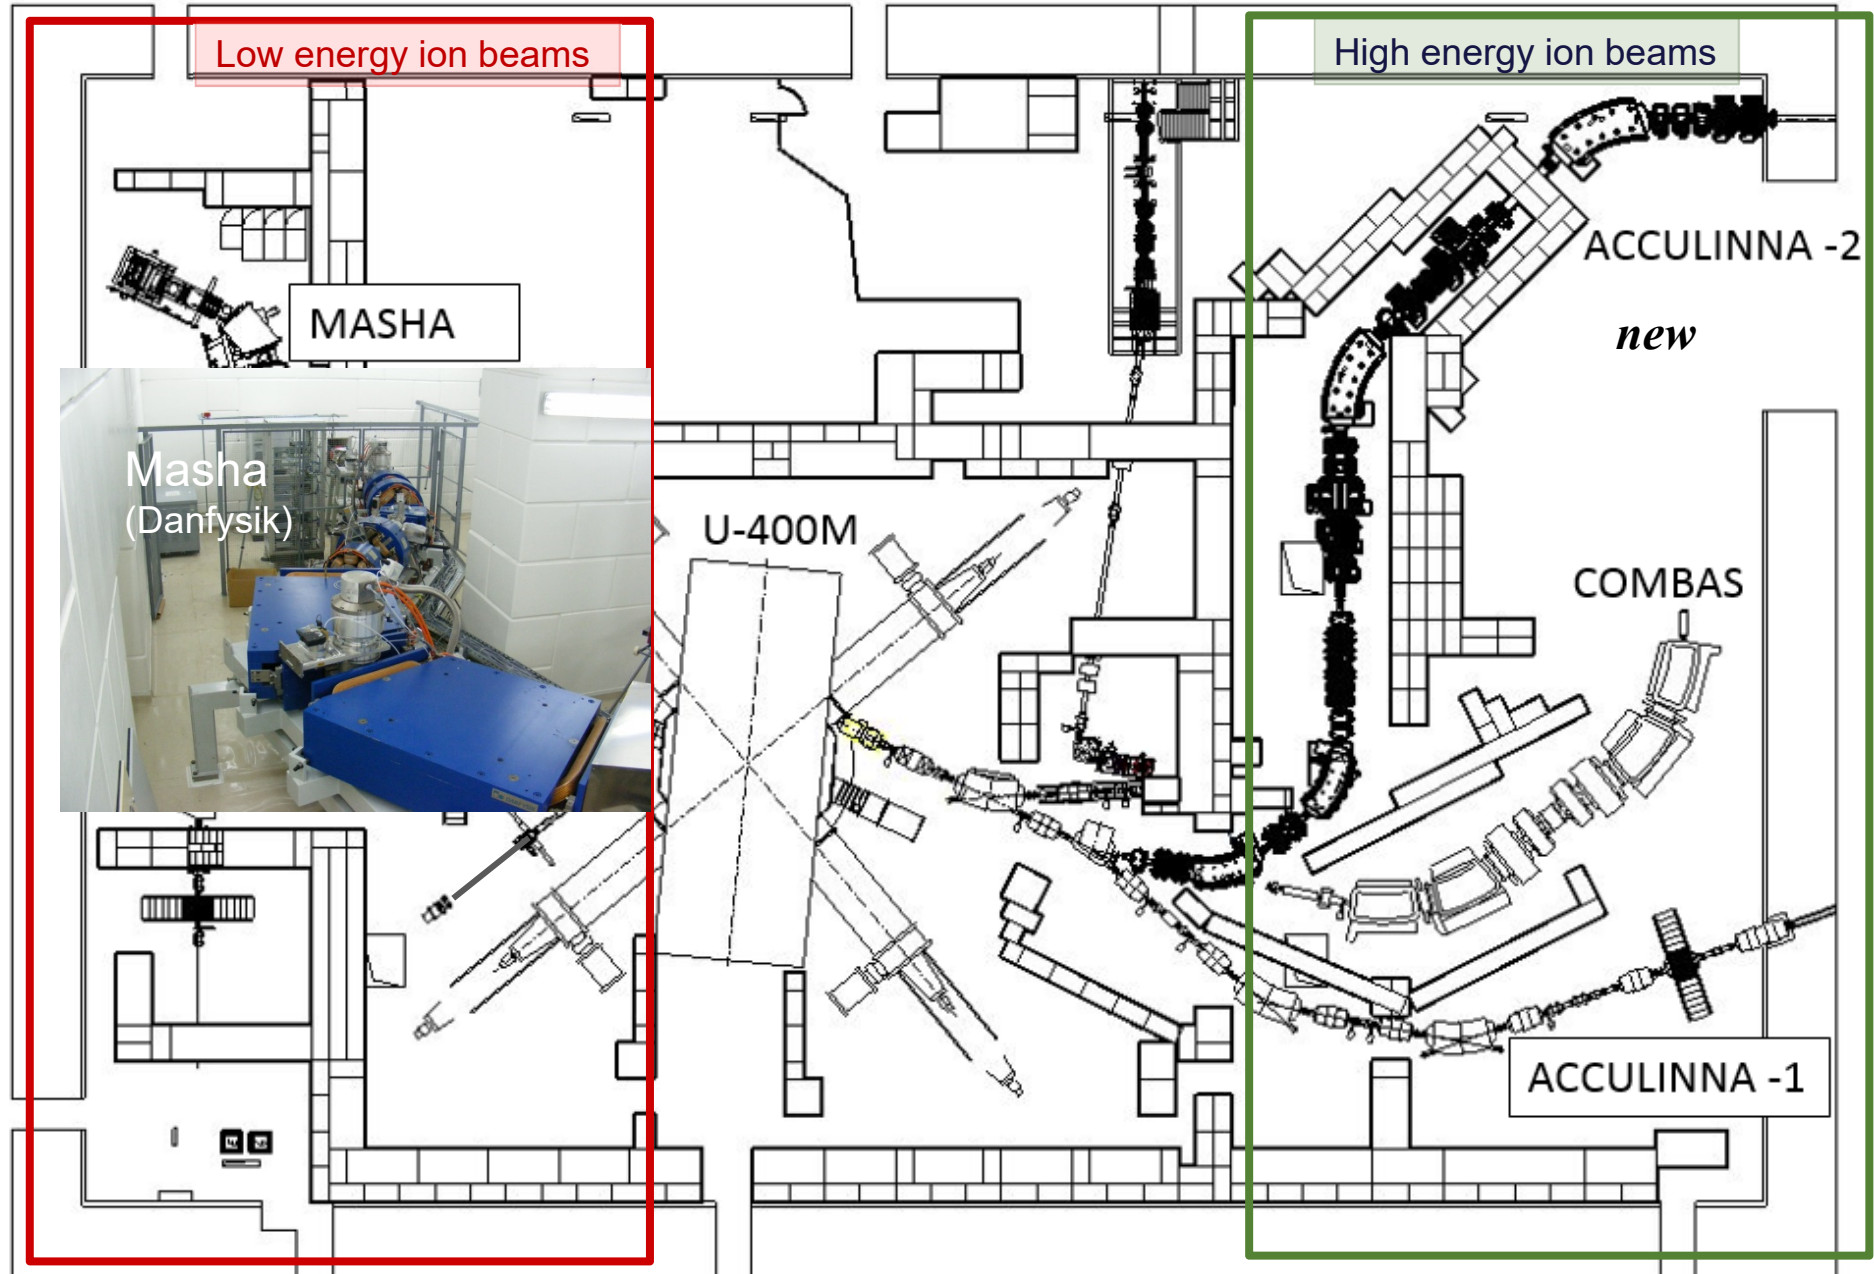 Low energy ion beams
High energy ion beams
ACCULINNA -2
new
MASHA
Masha
(Danfysik)
U-400M
COMBAS
ACCULINNA -1